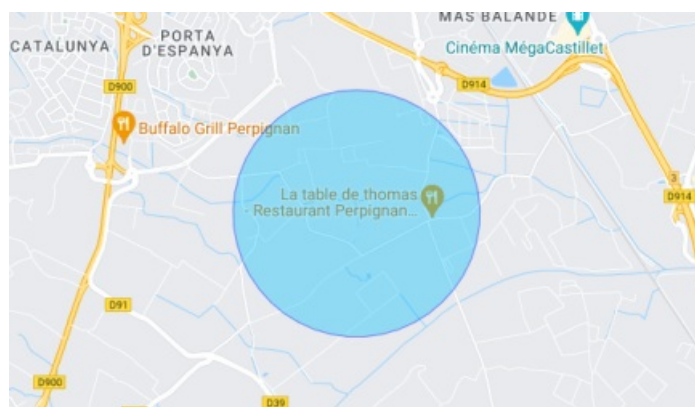 MAS BALANDE
CATALUNYA
PORTA
D'ESPANYA
Cinéma MégaCastillet
D900
D914
Buffalo Grill Perpignan
3
D914
La table de thomas
- Restaurant Perpignan...
D91
D900
D39